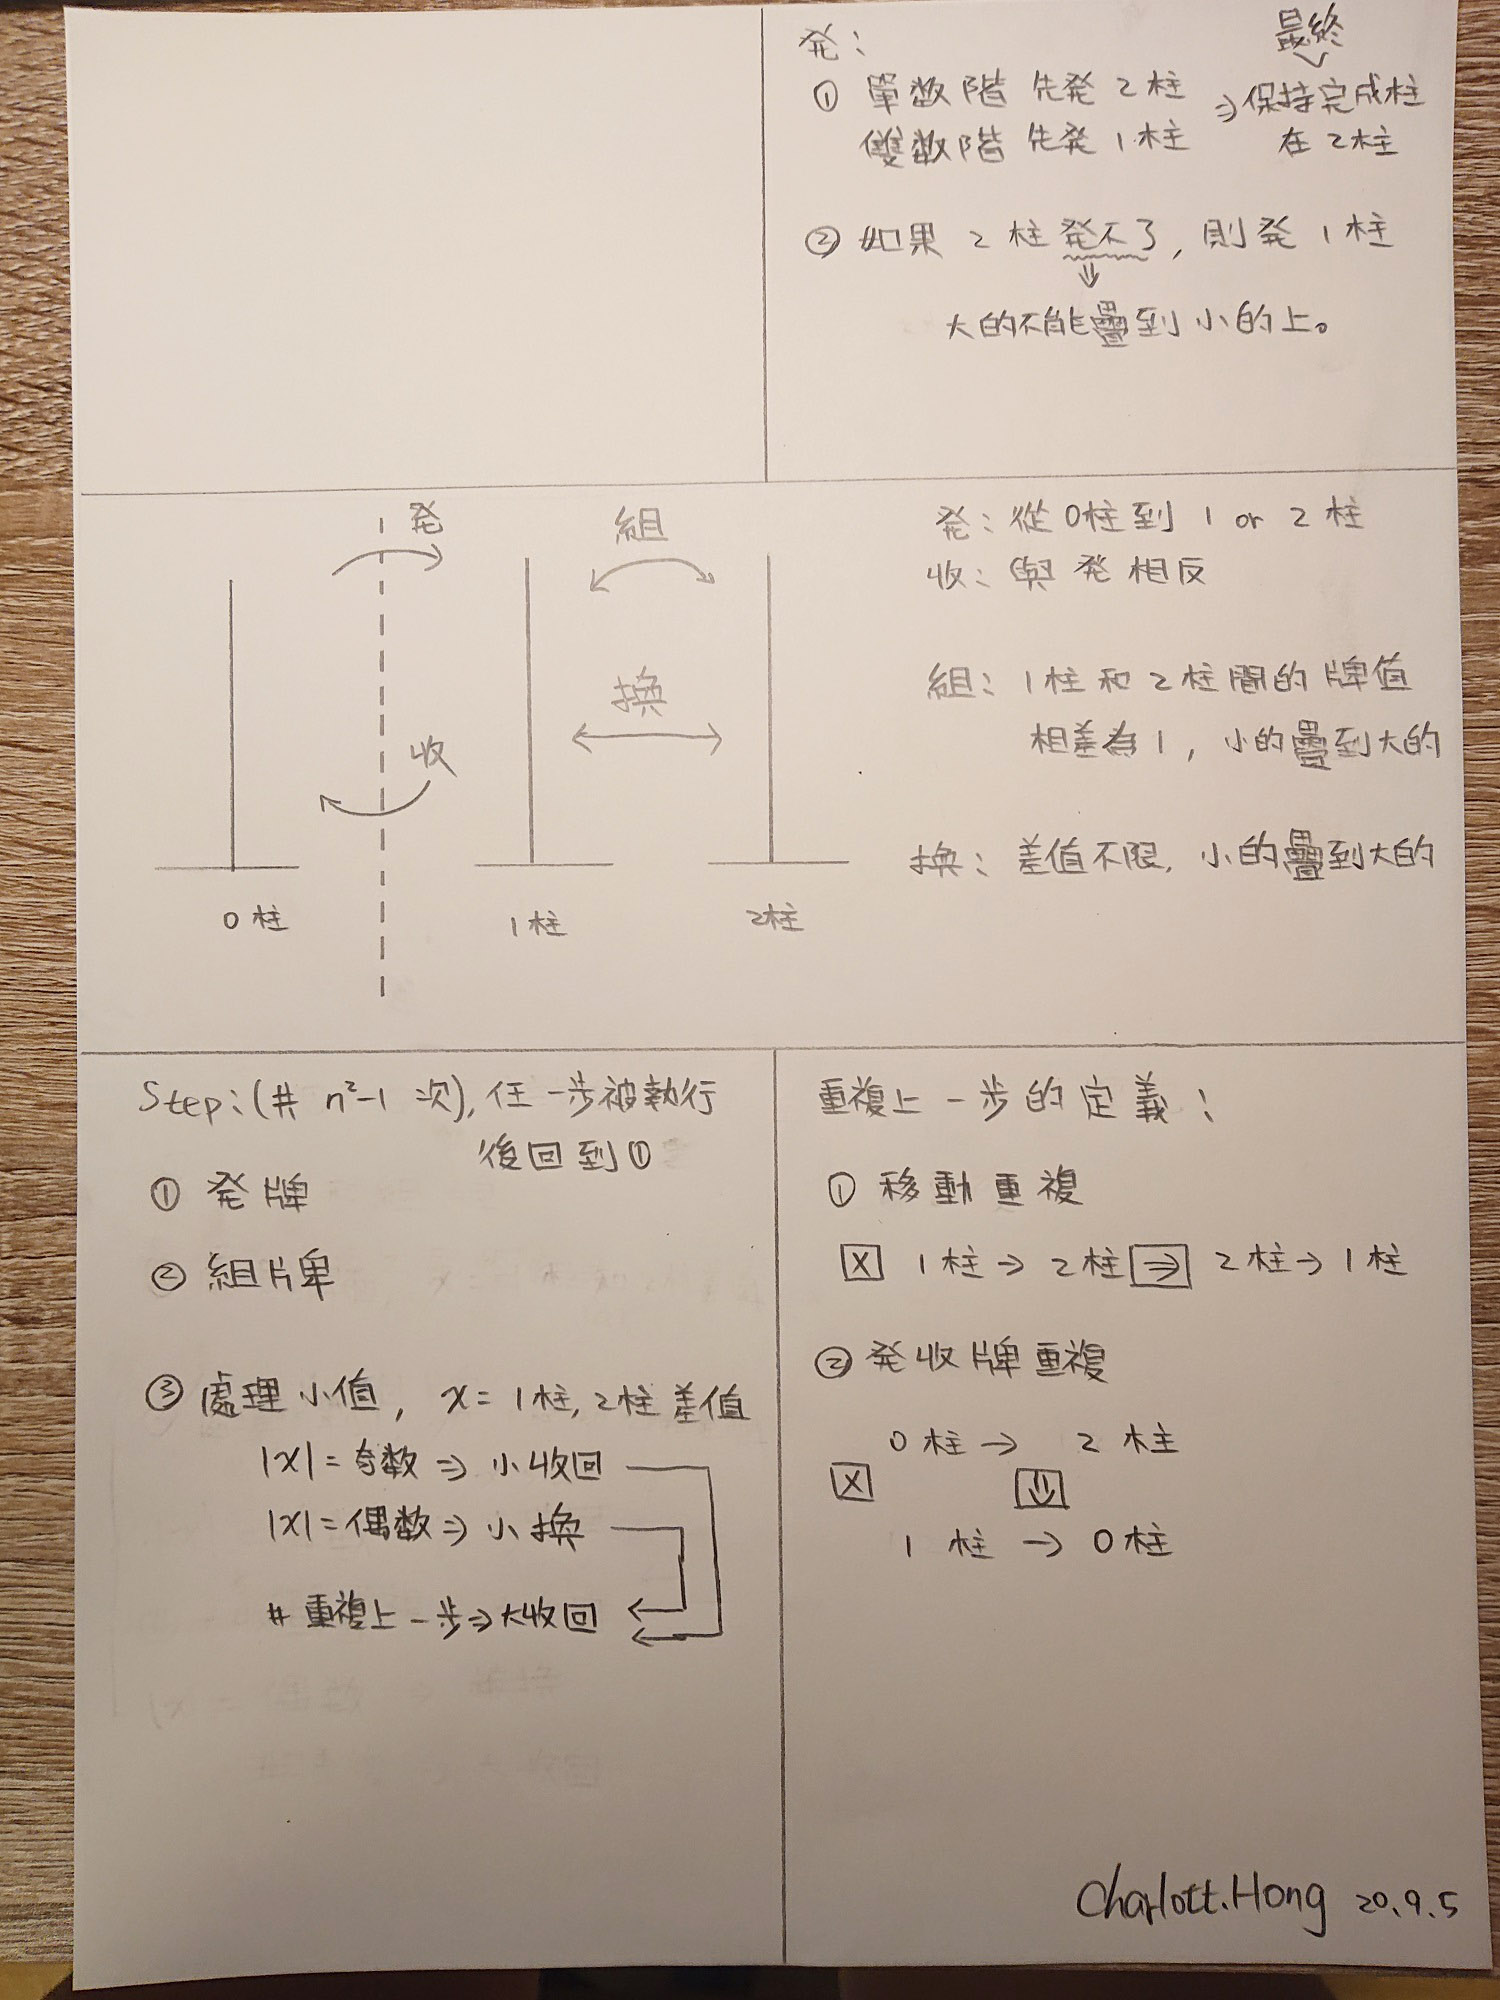 発：
最終
① 單数階 先発 2 柱 ⇒ 保持完成柱
雙数階 先発 1 柱 在 2 柱
② 如果 2 柱 発不了, 則発 1 柱
⇓
大的不能疊到小的上。
発
組
換
收
0 柱
1 柱
2 柱
発：從 0 柱到 1 or 2 柱
收：與発相反
組：1 柱和 2 柱間的牌值
相差為 1, 小的疊到大的
換：差值不限, 小的疊到大的
Step：(# n²-1 次), 任一步被執行
後回到①
① 発牌
② 組牌
③ 處理小值, x = 1柱, 2柱差值
|x| = 奇数 ⇒ 小收回
|x| = 偶数 ⇒ 小換
# 重複上一步 ⇒ 大收回
重複上一步的定義：
① 移動重複
X 1 柱 → 2 柱 ⇒ 2 柱 → 1 柱
② 発收牌重複
0 柱 → 2 柱
X ⇓
1 柱 → 0 柱
Charlott.Hong 20.9.5